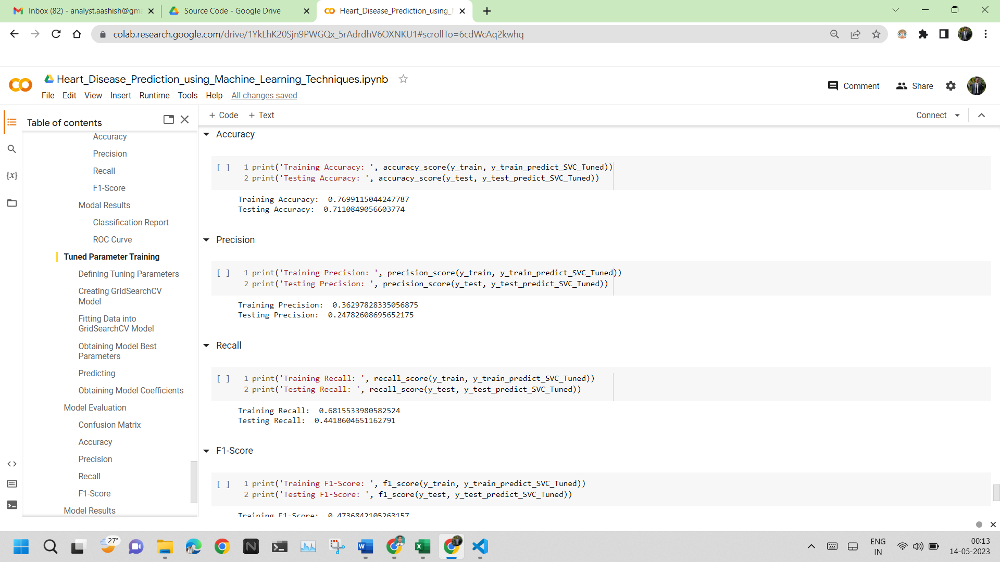 Inbox (82) - analyst.aashish@gma
Source Code - Google Drive
Heart_Disease_Prediction_using_M
colab.research.google.com/drive/1YkLhK20Sjn9PWGQx_5rAdrdhV6OXNKU1#scrollTo=6cdWcAq2kwhq
Heart_Disease_Prediction_using_Machine_Learning_Techniques.ipynb
File Edit View Insert Runtime Tools Help All changes saved
Comment Share
Table of contents
Accuracy
Precision
Recall
F1-Score
Modal Results
Classification Report
ROC Curve
Tuned Parameter Training
Defining Tuning Parameters
Creating GridSearchCV
Model
Fitting Data into
GridSearchCV Model
Obtaining Model Best
Parameters
Predicting
Obtaining Model Coefficients
Model Evaluation
Confusion Matrix
Accuracy
Precision
Recall
F1-Score
Model Results
+ Code + Text
Connect
Accuracy
[ ] 1 print('Training Accuracy: ', accuracy_score(y_train, y_train_predict_SVC_Tuned))
2 print('Testing Accuracy: ', accuracy_score(y_test, y_test_predict_SVC_Tuned))
Training Accuracy:  0.7699115044247787
Testing Accuracy:  0.7110849056603774
Precision
[ ] 1 print('Training Precision: ', precision_score(y_train, y_train_predict_SVC_Tuned))
2 print('Testing Precision: ', precision_score(y_test, y_test_predict_SVC_Tuned))
Training Precision:  0.36297828335056875
Testing Precision:  0.24782608695652175
Recall
[ ] 1 print('Training Recall: ', recall_score(y_train, y_train_predict_SVC_Tuned))
2 print('Testing Recall: ', recall_score(y_test, y_test_predict_SVC_Tuned))
Training Recall:  0.6815533980582524
Testing Recall:  0.4418604651162791
F1-Score
[ ] 1 print('Training F1-Score: ', f1_score(y_train, y_train_predict_SVC_Tuned))
2 print('Testing F1-Score: ', f1_score(y_test, y_test_predict_SVC_Tuned))
Training F1-Score:  0.4736842105263157
27°
ENG
IN
00:13
14-05-2023